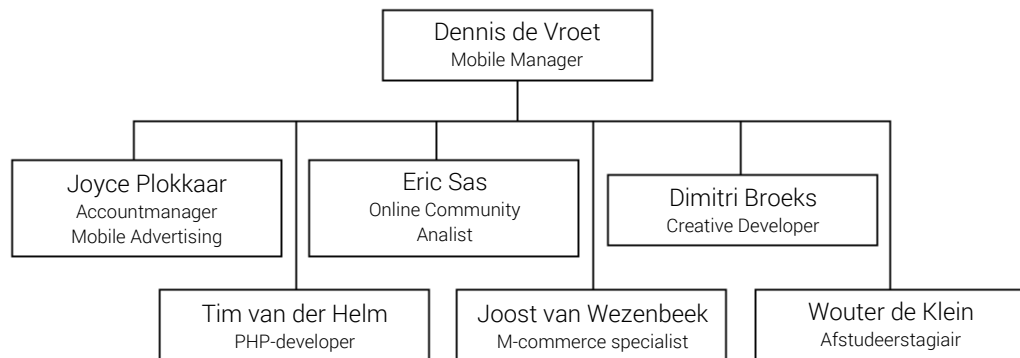 Dennis de Vroet
Mobile Manager
Joyce Plokkaar
Accountmanager
Mobile Advertising
Eric Sas
Online Community
Analist
Dimitri Broeks
Creative Developer
Tim van der Helm
PHP-developer
Joost van Wezenbeek
M-commerce specialist
Wouter de Klein
Afstudeerstagiair